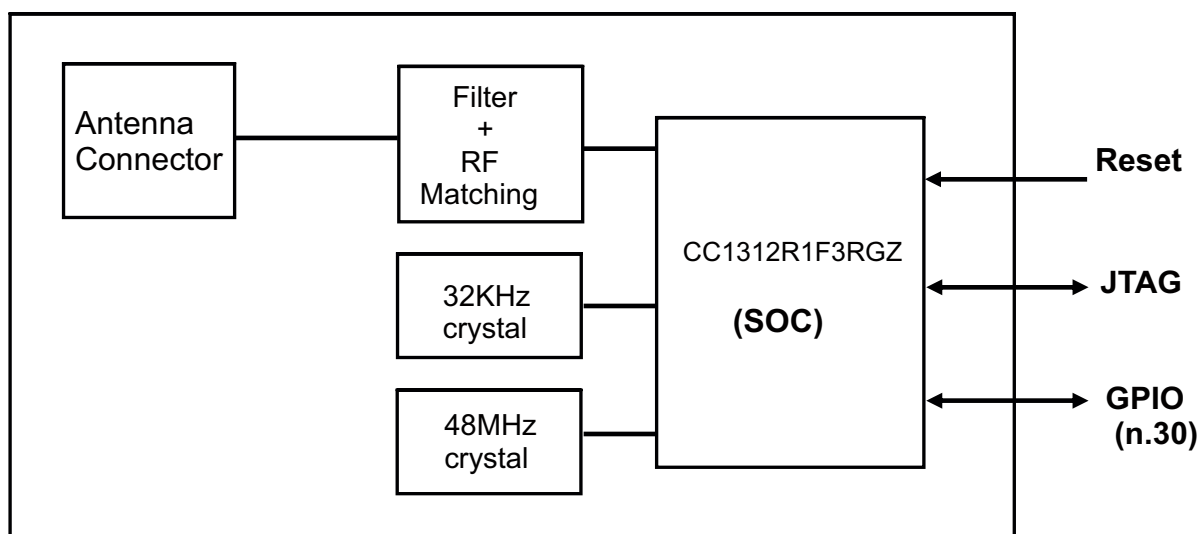 Antenna
Connector
Filter
+
RF
Matching
32KHz
crystal
48MHz
crystal
CC1312R1F3RGZ
(SOC)
Reset
JTAG
GPIO
(n.30)